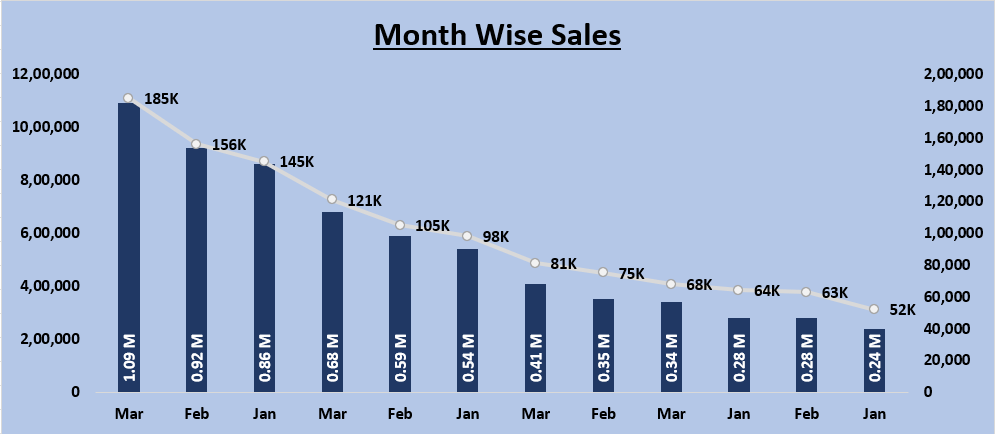 Month Wise Sales
12,00,000
10,00,000
8,00,000
6,00,000
4,00,000
2,00,000
0
2,00,000
1,80,000
1,60,000
1,40,000
1,20,000
1,00,000
80,000
60,000
40,000
20,000
0
185K
156K
145K
121K
105K
98K
81K
75K
68K
64K
63K
52K
1.09 M
0.92 M
0.86 M
0.68 M
0.59 M
0.54 M
0.41 M
0.35 M
0.34 M
0.28 M
0.28 M
0.24 M
Mar Feb Jan Mar Feb Jan Mar Feb Mar Jan Feb Jan